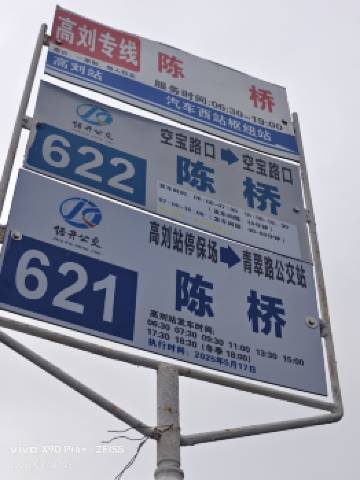 高刘专线
陈 桥
服务时间:06:30-19:00
高刘站
汽车西站枢纽站
622
空宝路口➡空宝路口
陈 桥
621
高刘站停保场➡青翠路公交站
陈 桥
高刘站发车时间:
06:30 07:30 09:30 11:00 13:30 15:00
17:30 18:30 (冬季 18:00)
执行时间: 2025年5月17日
vivo X90 Pro+ ZEISS